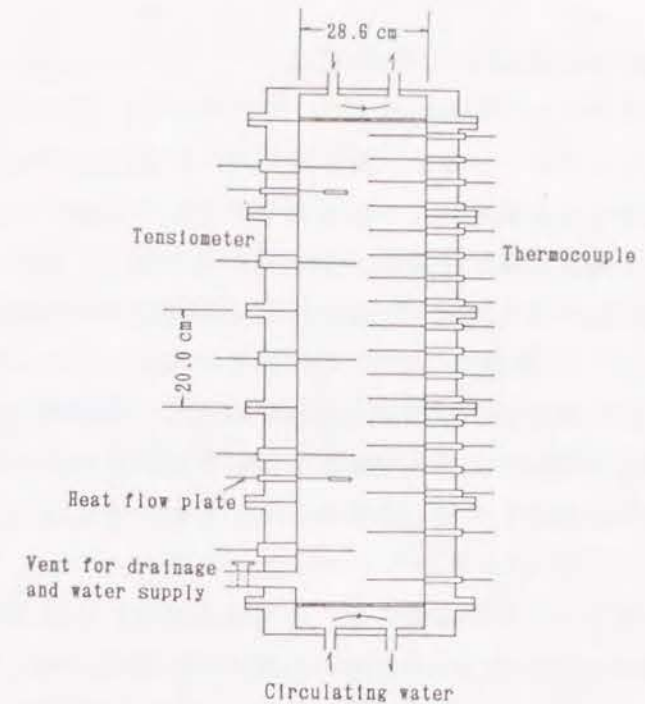 28.6 cm
Tensiometer
Thermocouple
20.0 cm
Heat flow plate
Vent for drainage
and water supply
Circulating water